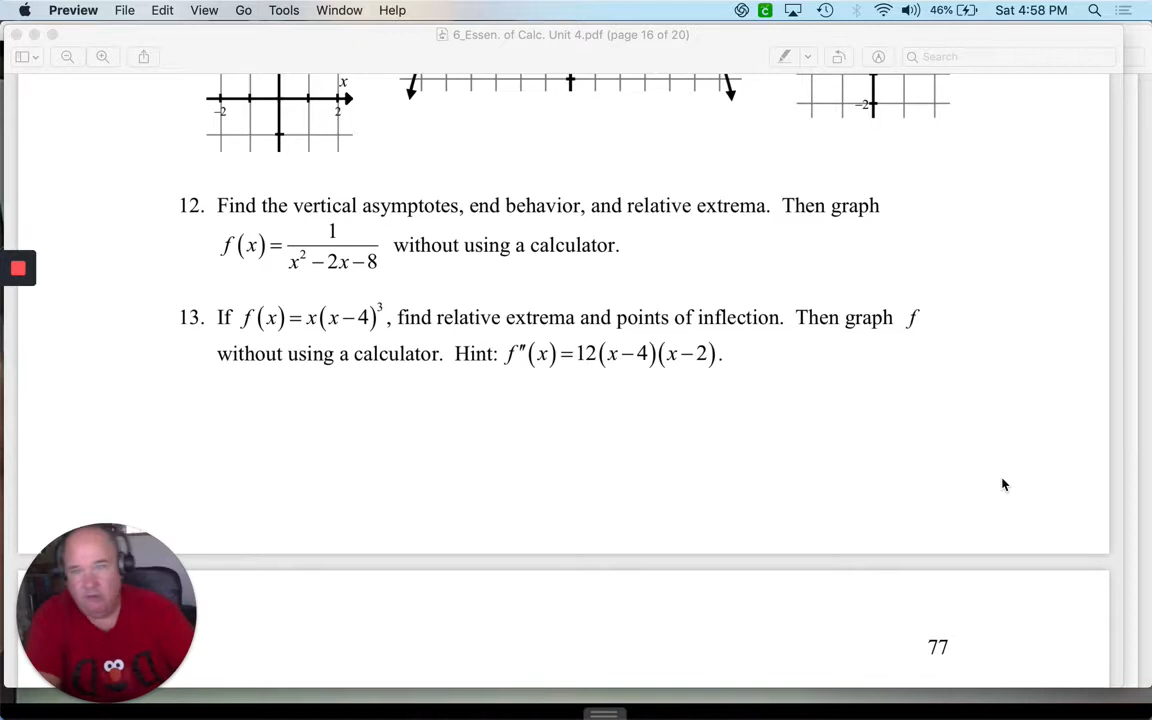 Preview File Edit View Go Tools Window Help 46% Sat 4:58 PM
6_Essen. of Calc. Unit 4.pdf (page 16 of 20)
Search
x
-2 2
-2
12. Find the vertical asymptotes, end behavior, and relative extrema. Then graph
f(x) = 1/(x² − 2x − 8) without using a calculator.
13. If f(x) = x(x−4)³, find relative extrema and points of inflection. Then graph f
without using a calculator. Hint: f″(x) = 12(x−4)(x−2).
77